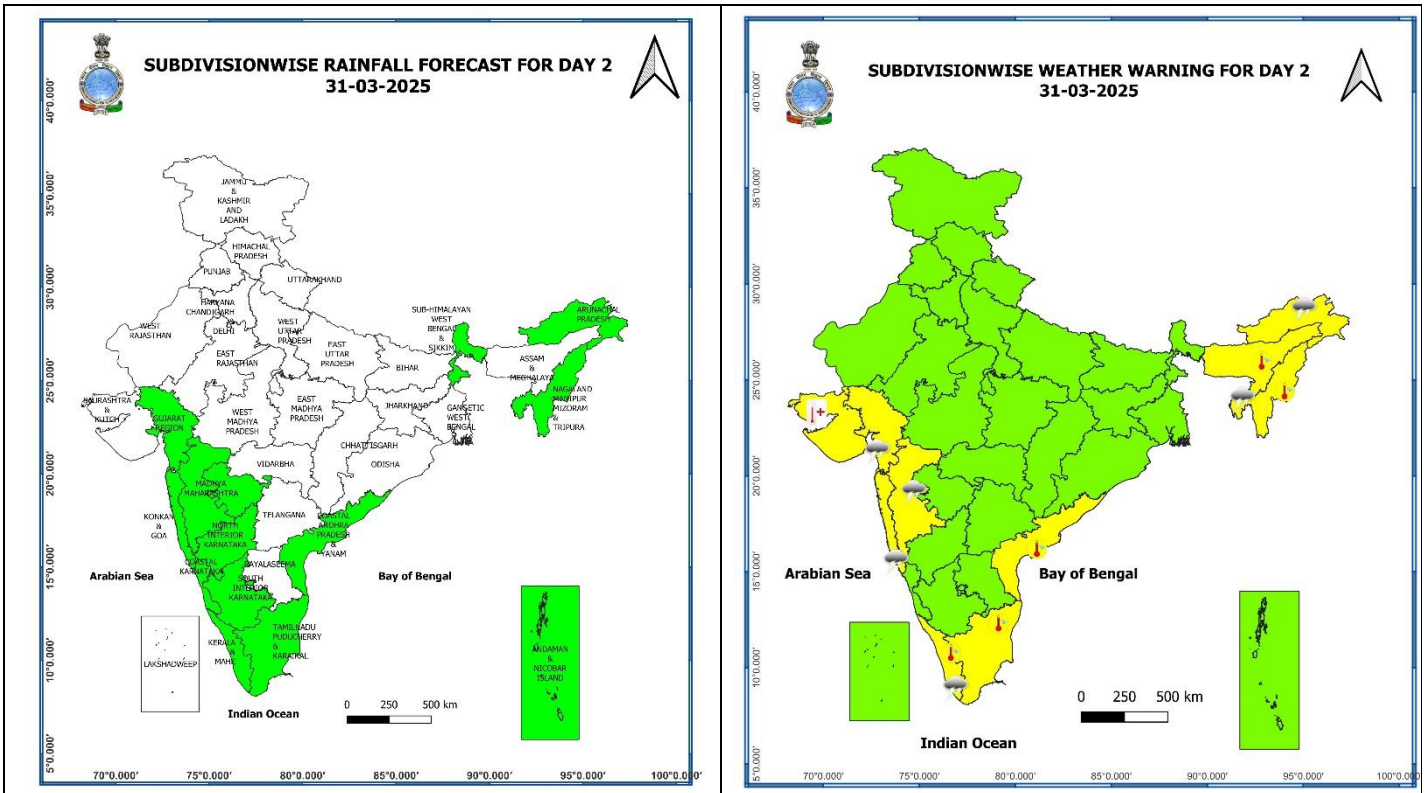 SUBDIVISIONWISE RAINFALL FORECAST FOR DAY 2
31-03-2025
40°0.000'
35°0.000'
30°0.000'
25°0.000'
20°0.000'
15°0.000'
10°0.000'
5°0.000'
JAMMU
&
KASHMIR
AND
LADAKH
HIMACHAL
PRADESH
PUNJAB
UTTARAKHAND
HARYANA
CHANDIGARH
&
DELHI
WEST
RAJASTHAN
WEST
UTTAR
PRADESH
SUB-HIMALAYAN
WEST
BENGAL
&
SIKKIM
ARUNACHAL
PRADESH
EAST
RAJASTHAN
EAST
UTTAR
PRADESH
BIHAR
ASSAM
&
MEGHALAYA
NAGALAND
MANIPUR
MIZORAM
&
TRIPURA
SAURASHTRA
&
KUTCH
GUJARAT
REGION
WEST
MADHYA
PRADESH
EAST
MADHYA
PRADESH
JHARKHAND
GANGETIC
WEST
BENGAL
CHHATTISGARH
VIDARBHA
ODISHA
MADHYA
MAHARASHTRA
KONKAN
&
GOA
TELANGANA
COASTAL
ANDHRA
PRADESH
&
YANAM
NORTH
INTERIOR
KARNATAKA
COASTAL
KARNATAKA
RAYALASEEMA
SOUTH
INTERIOR
KARNATAKA
Arabian Sea
Bay of Bengal
TAMILNADU
PUDUCHERRY
&
KARAIKAL
KERALA
&
MAHE
LAKSHADWEEP
ANDAMAN
&
NICOBAR
ISLAND
0 250 500 km
Indian Ocean
70°0.000' 75°0.000' 80°0.000' 85°0.000' 90°0.000' 95°0.000' 100°0.000'
SUBDIVISIONWISE WEATHER WARNING FOR DAY 2
31-03-2025
40°0.000'
35°0.000'
30°0.000'
25°0.000'
20°0.000'
15°0.000'
10°0.000'
5°0.000'
Arabian Sea
Bay of Bengal
0 250 500 km
Indian Ocean
70°0.000' 75°0.000' 80°0.000' 85°0.000' 90°0.000' 95°0.000' 100°0.000'